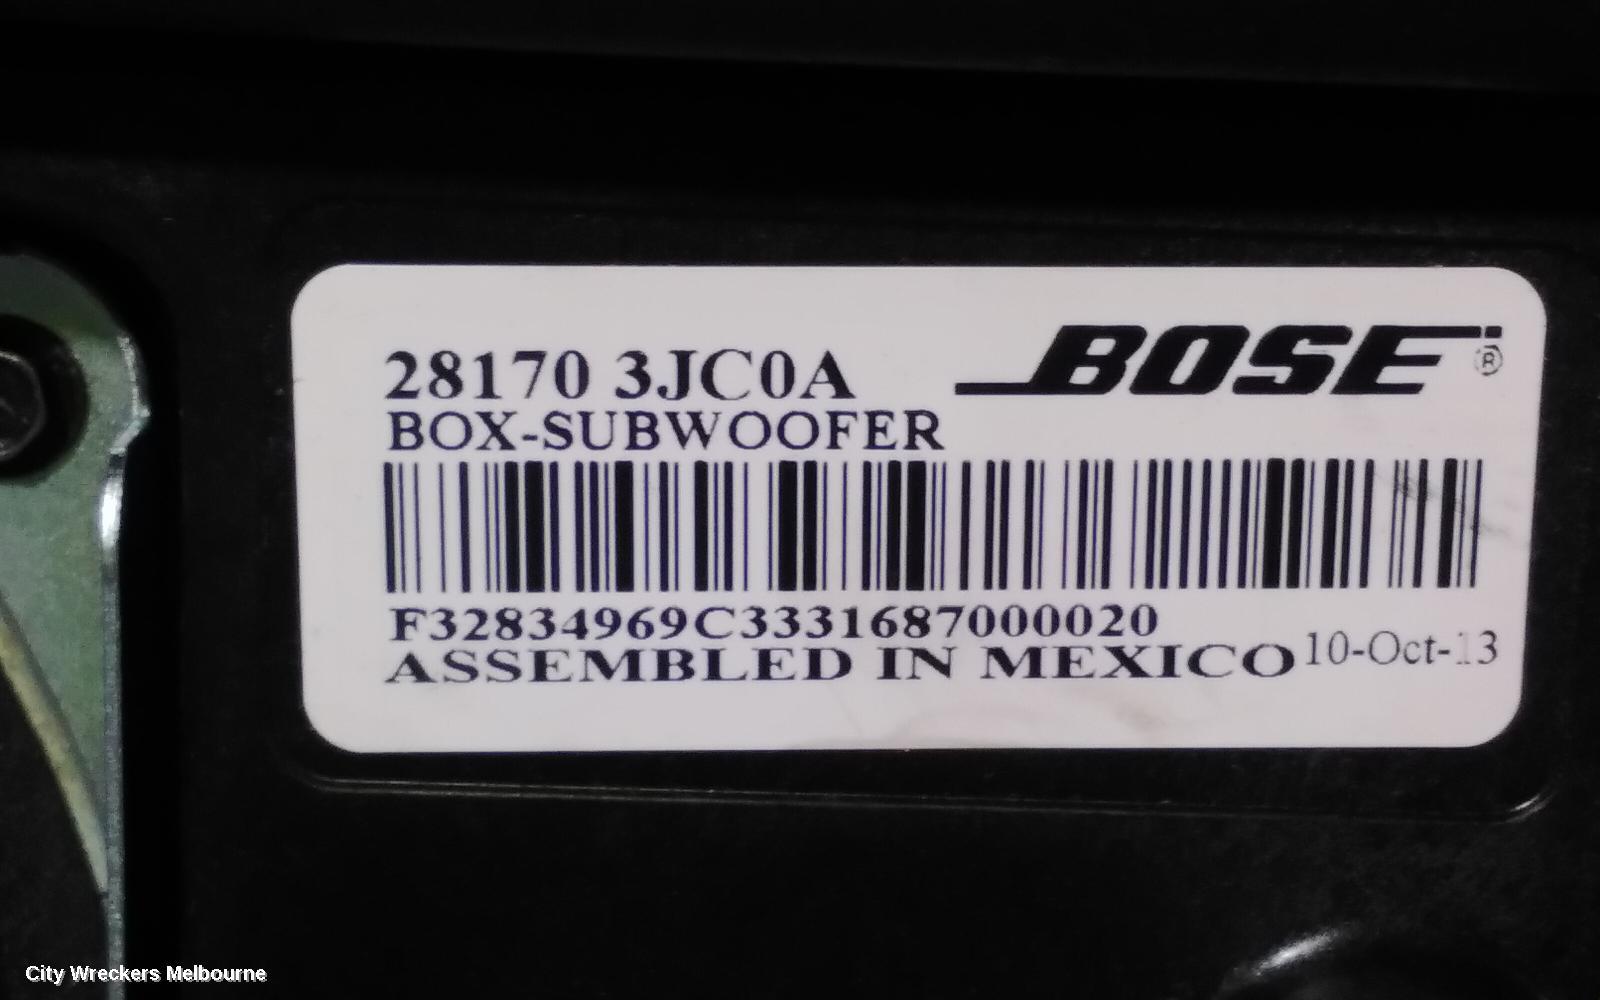 28170 3JC0A
BOSE®
BOX-SUBWOOFER
F32834969C3331687000020
ASSEMBLED IN MEXICO 10-Oct-13
City Wreckers Melbourne